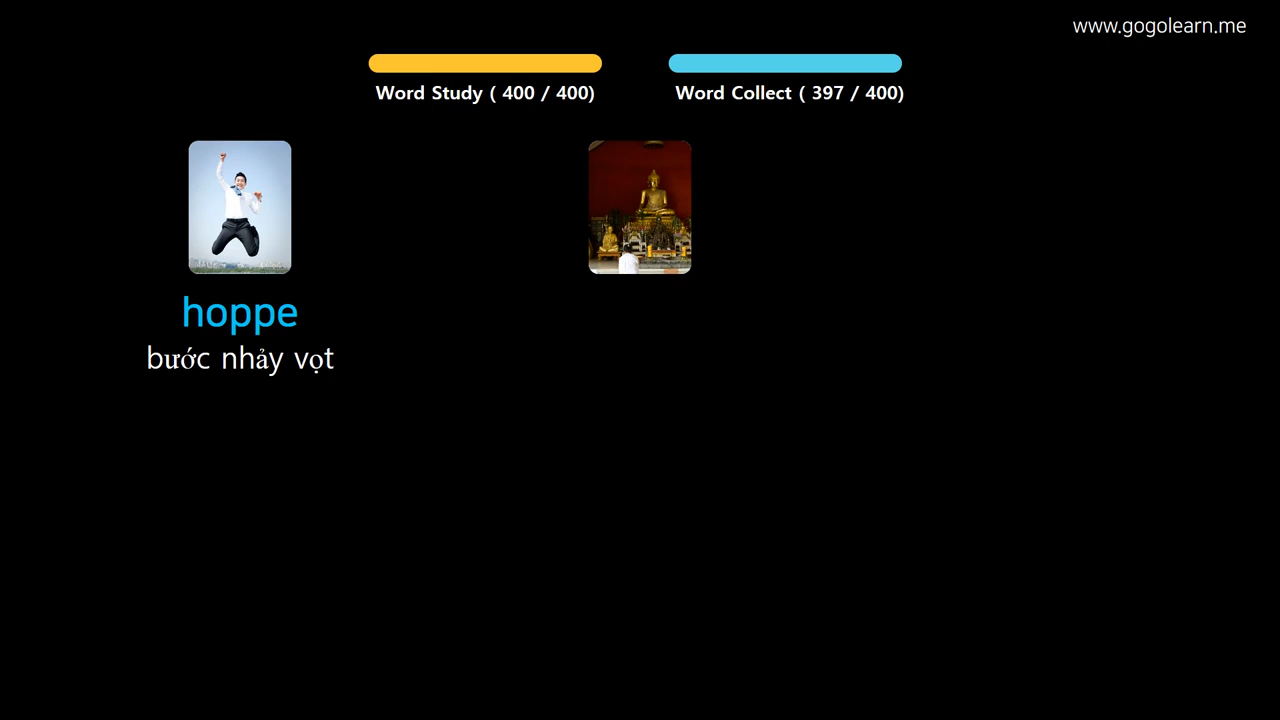 www.gogolearn.me
Word Study ( 400 / 400)
Word Collect ( 397 / 400)
hoppe
bước nhảy vọt